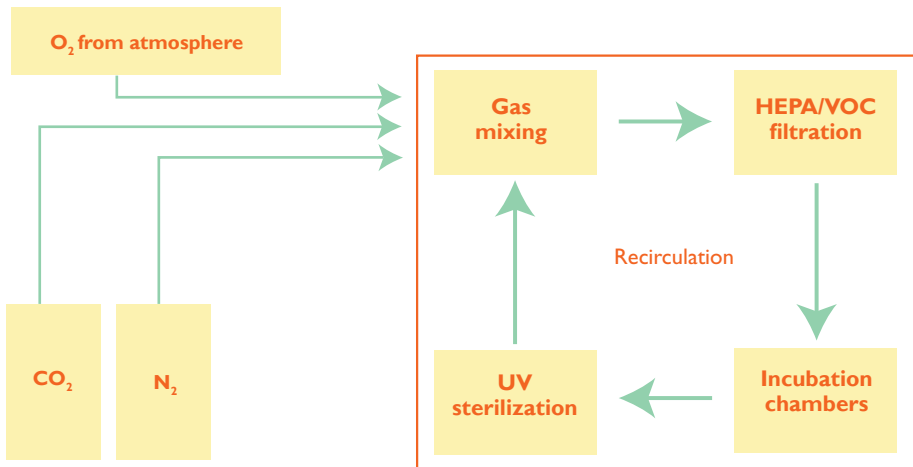 O₂ from atmosphere
Gas
mixing
HEPA/VOC
filtration
Recirculation
CO₂
N₂
UV
sterilization
Incubation
chambers